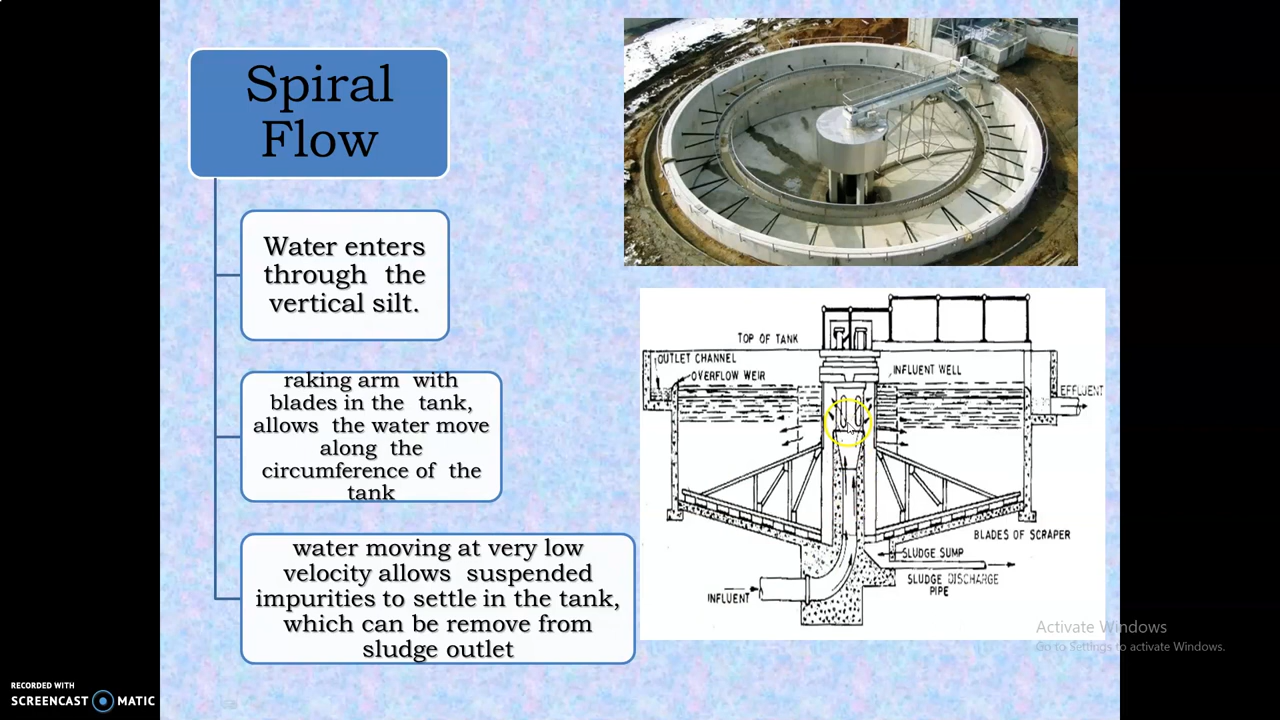 Spiral
Flow
Water enters
through the
vertical silt.
raking arm with
blades in the tank,
allows the water move
along the
circumference of the
tank
water moving at very low
velocity allows suspended
impurities to settle in the tank,
which can be remove from
sludge outlet
TOP OF TANK
OUTLET CHANNEL
OVERFLOW WEIR
INFLUENT WELL
EFFLUENT
BLADES OF SCRAPER
SLUDGE SUMP
SLUDGE DISCHARGE
PIPE
INFLUENT
Activate Windows
Go to Settings to activate Windows.
RECORDED WITH
SCREENCAST MATIC